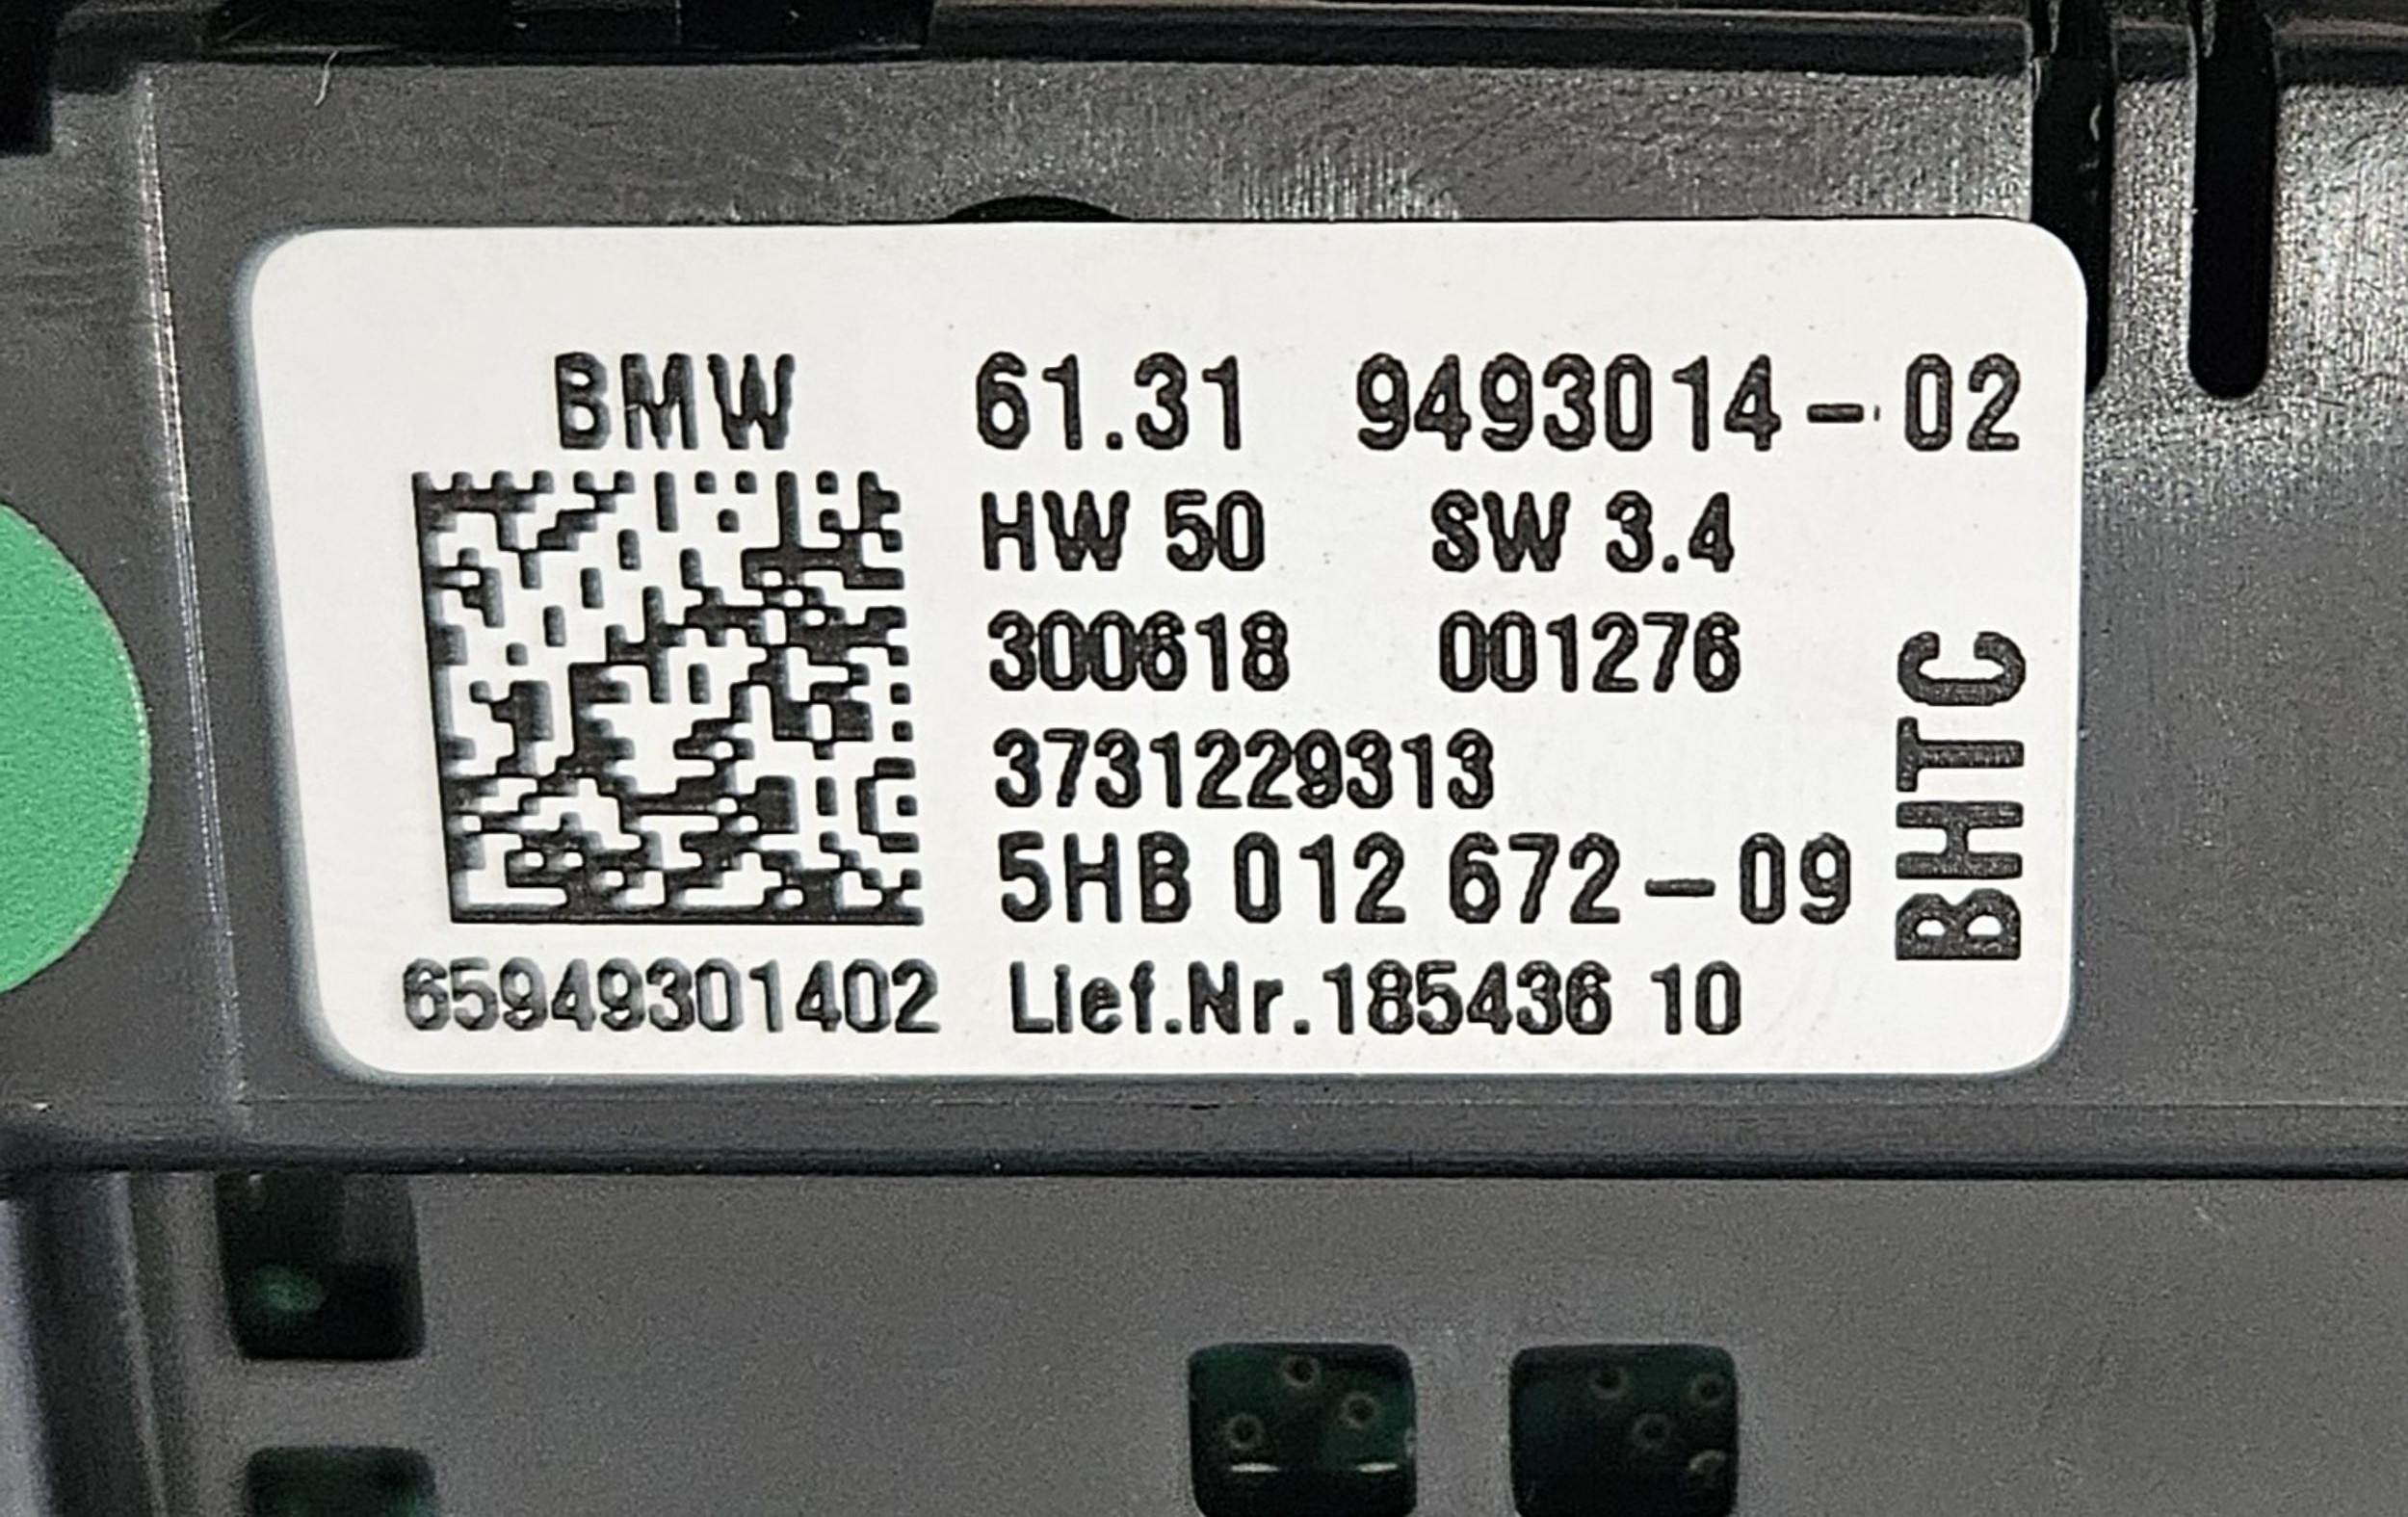 BMW 61.31 9493014-02
HW 50 SW 3.4
300618 001276
3731229313
5HB 012 672-09
65949301402 Lief.Nr.185436 10
BHTC